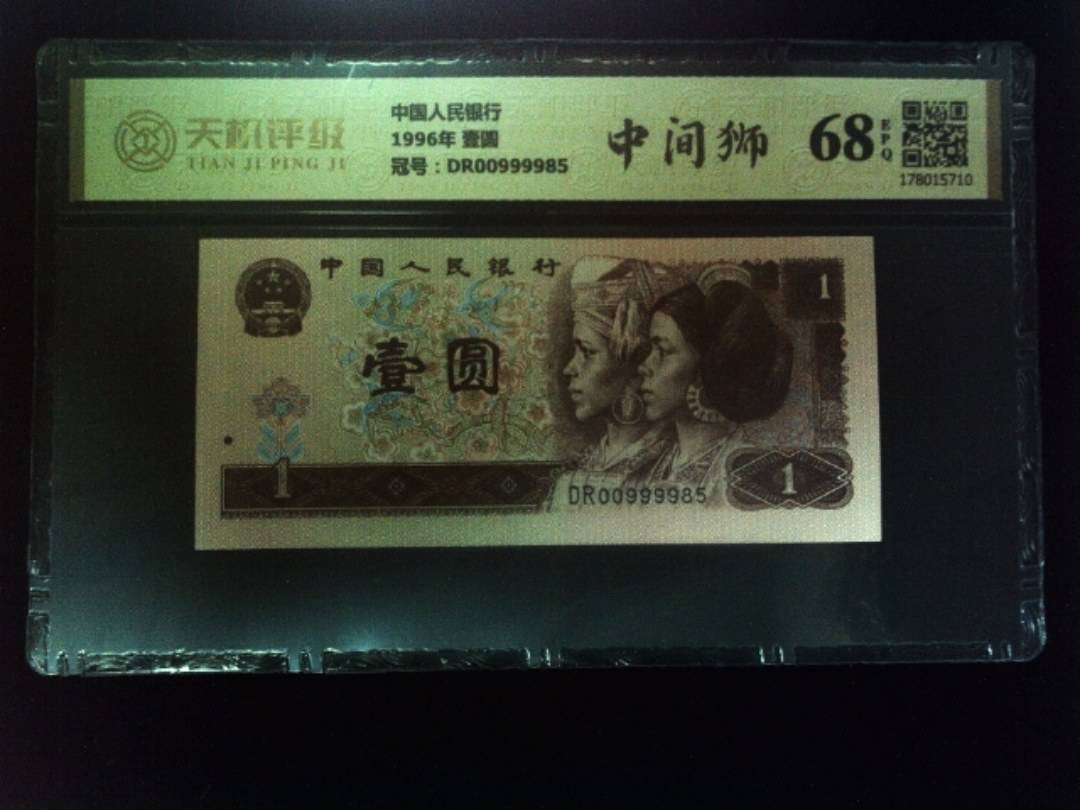 天机评级
TIAN JI PING JI
中国人民银行
1996年 壹圆
冠号：DR00999985
中间狮
68
EPQ
178015710
中国人民银行
1
壹圆
1
DR00999985
1